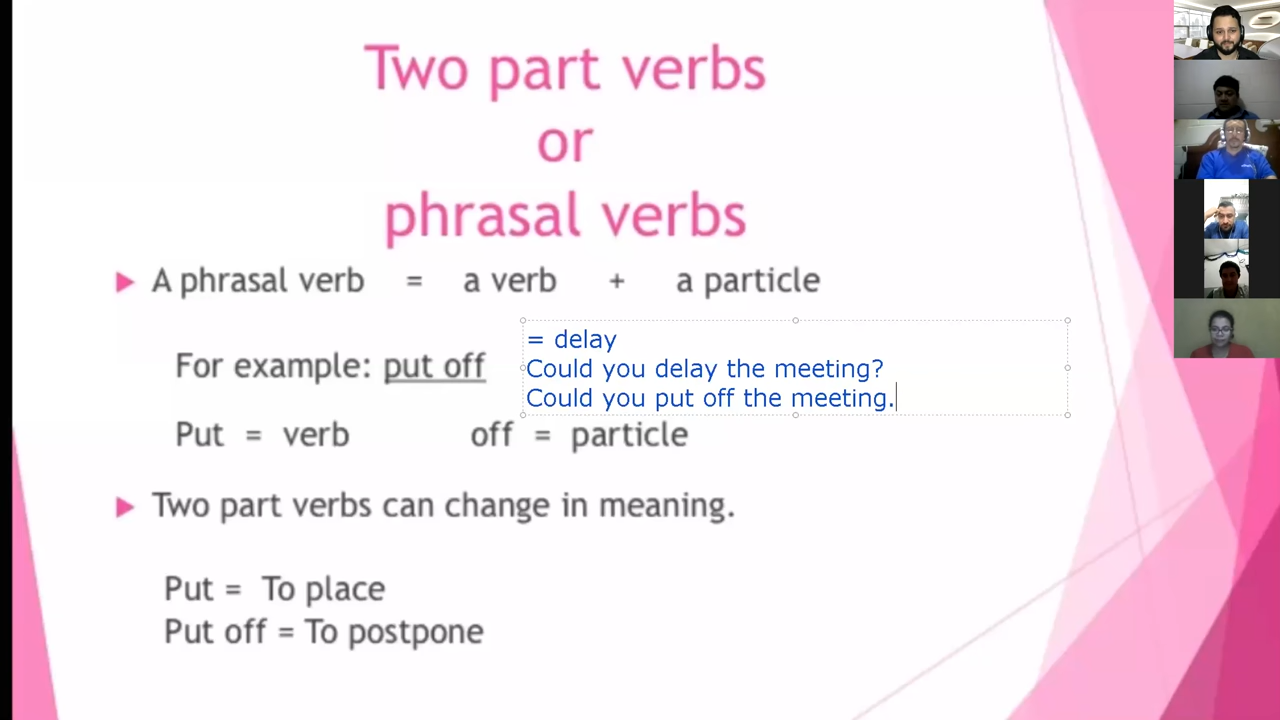 Two part verbs
or
phrasal verbs
A phrasal verb = a verb + a particle
= delay
For example: put off
Could you delay the meeting?
Could you put off the meeting.
Put = verb off = particle
Two part verbs can change in meaning.
Put = To place
Put off = To postpone